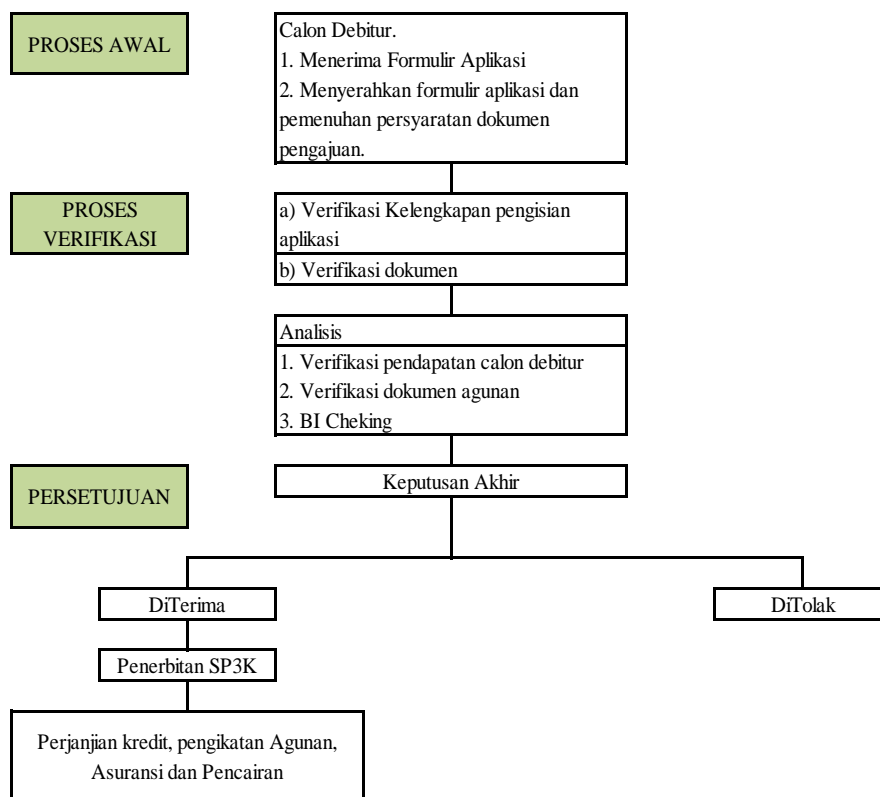 PROSES AWAL
Calon Debitur.
1. Menerima Formulir Aplikasi
2. Menyerahkan formulir aplikasi dan
pemenuhan persyaratan dokumen
pengajuan.
PROSES
VERIFIKASI
a) Verifikasi Kelengkapan pengisian
aplikasi
b) Verifikasi dokumen
Analisis
1. Verifikasi pendapatan calon debitur
2. Verifikasi dokumen agunan
3. BI Cheking
PERSETUJUAN
Keputusan Akhir
DiTerima
DiTolak
Penerbitan SP3K
Perjanjian kredit, pengikatan Agunan,
Asuransi dan Pencairan